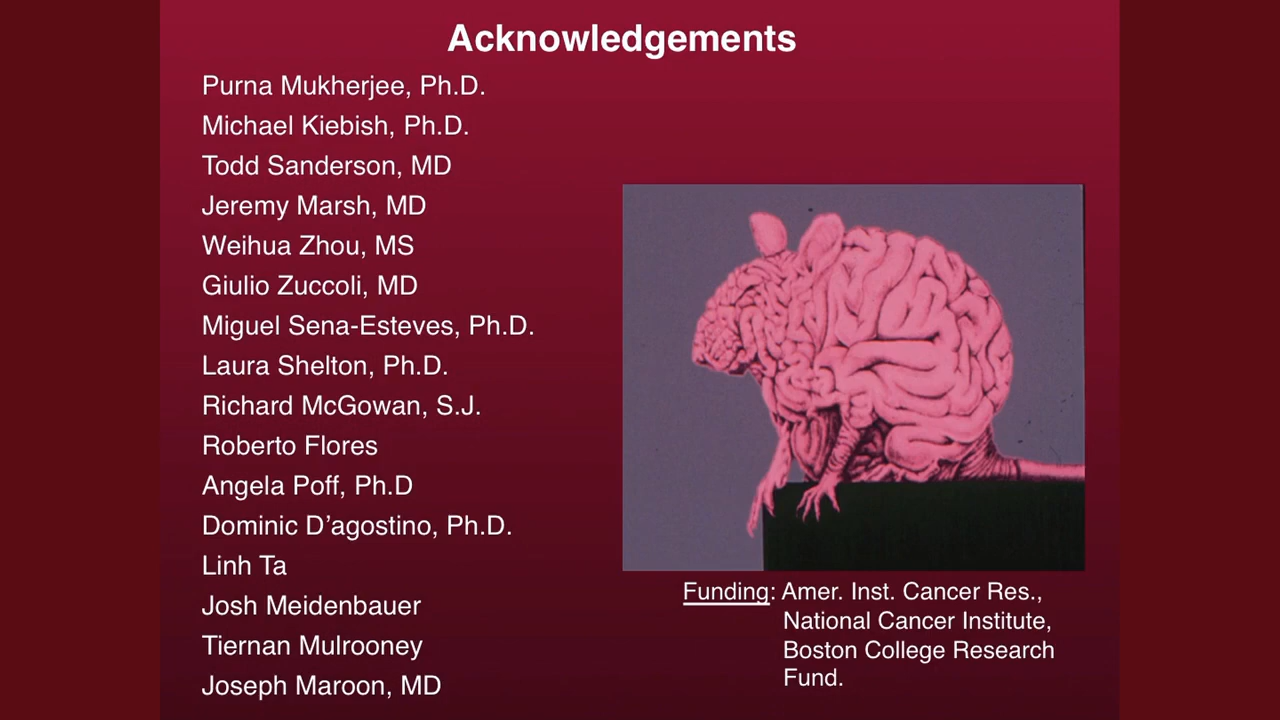 Acknowledgements
Purna Mukherjee, Ph.D.
Michael Kiebish, Ph.D.
Todd Sanderson, MD
Jeremy Marsh, MD
Weihua Zhou, MS
Giulio Zuccoli, MD
Miguel Sena-Esteves, Ph.D.
Laura Shelton, Ph.D.
Richard McGowan, S.J.
Roberto Flores
Angela Poff, Ph.D
Dominic D’agostino, Ph.D.
Linh Ta
Josh Meidenbauer
Tiernan Mulrooney
Joseph Maroon, MD
Funding: Amer. Inst. Cancer Res.,
National Cancer Institute,
Boston College Research
Fund.